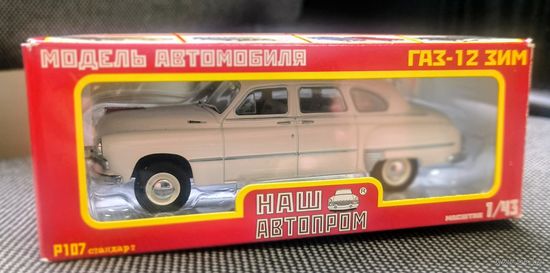 МОДЕЛЬ АВТОМОБИЛЯ
ГАЗ-12 ЗИМ
НАШ
АВТОПРОМ
®
Р107 стандарт
масштаб 1/43